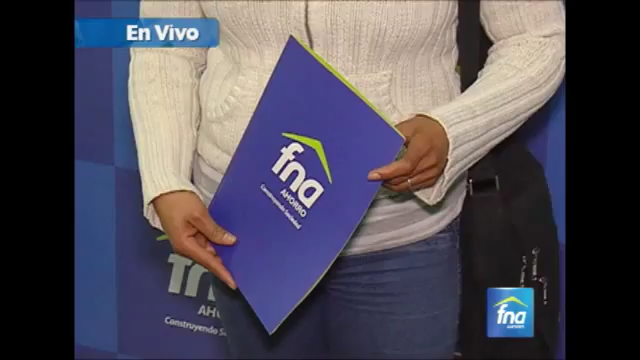 En Vivo
fna
AHORRO
Construyendo Sociedad
fna
AHORRO
Construyendo
fna